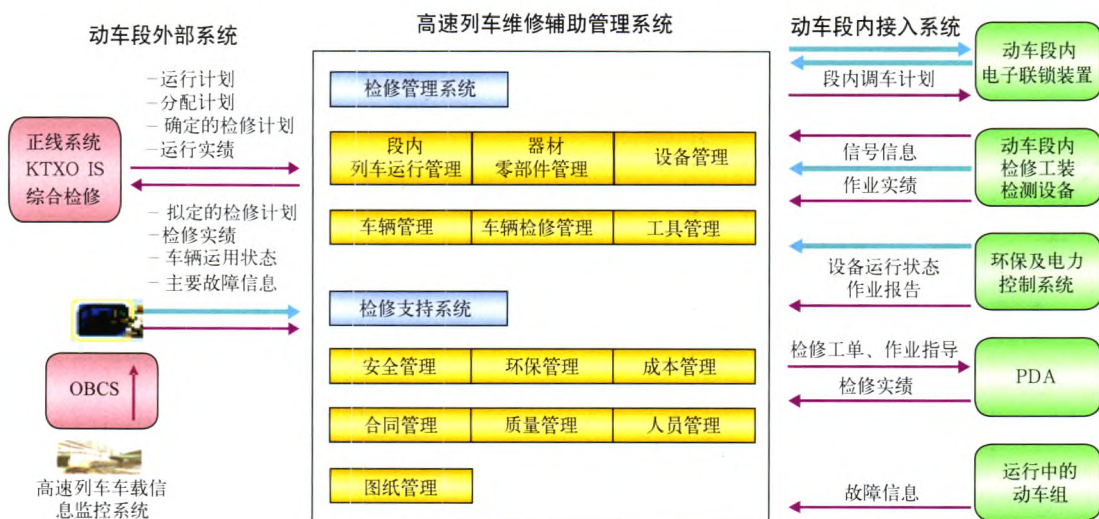 动车段外部系统
高速列车维修辅助管理系统
动车段内接入系统
–运行计划
–分配计划
–确定的检修计划
–运行实绩
正线系统
KTXO IS
综合检修
–拟定的检修计划
–检修实绩
–车辆运用状态
–主要故障信息
OBCS
高速列车车载信
息监控系统
检修管理系统
段内
列车运行管理
器材
零部件管理
设备管理
车辆管理
车辆检修管理
工具管理
检修支持系统
安全管理
环保管理
成本管理
合同管理
质量管理
人员管理
图纸管理
段内调车计划
动车段内
电子联锁装置
信号信息
作业实绩
动车段内
检修工装
检测设备
设备运行状态
作业报告
环保及电力
控制系统
检修工单、作业指导
检修实绩
PDA
故障信息
运行中的
动车组